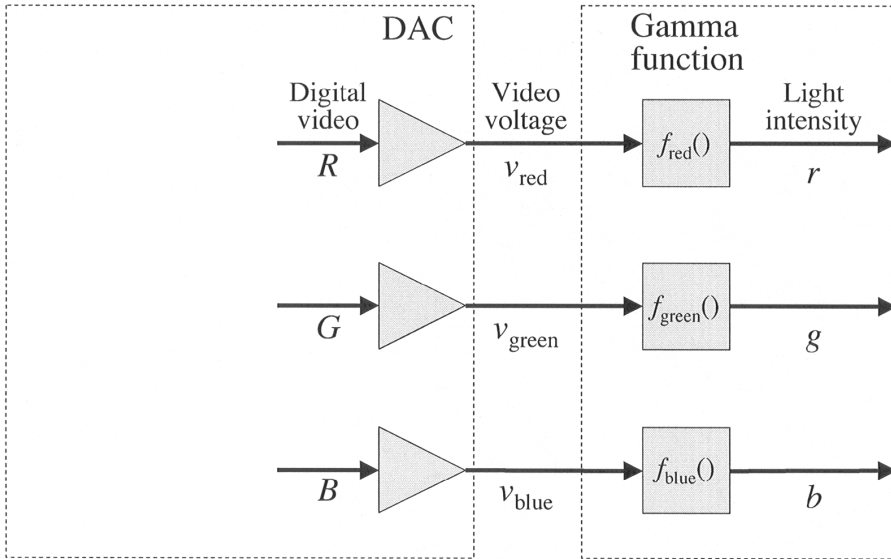 DAC
Gamma
function
Digital
video
Video
voltage
Light
intensity
R
v_red
f_red()
r
G
v_green
f_green()
g
B
v_blue
f_blue()
b